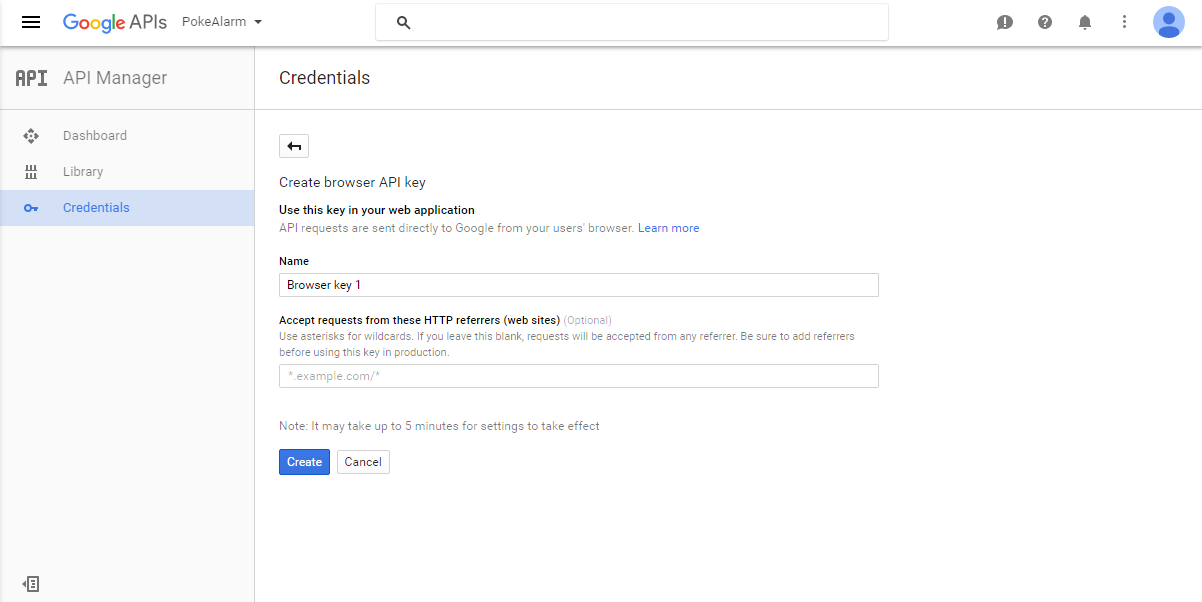 Google APIs PokeAlarm
API API Manager
Credentials
Dashboard
Library
Credentials
Create browser API key
Use this key in your web application
API requests are sent directly to Google from your users' browser. Learn more
Name
Browser key 1
Accept requests from these HTTP referrers (web sites) (Optional)
Use asterisks for wildcards. If you leave this blank, requests will be accepted from any referrer. Be sure to add referrers
before using this key in production.
*.example.com/*
Note: It may take up to 5 minutes for settings to take effect
Create Cancel